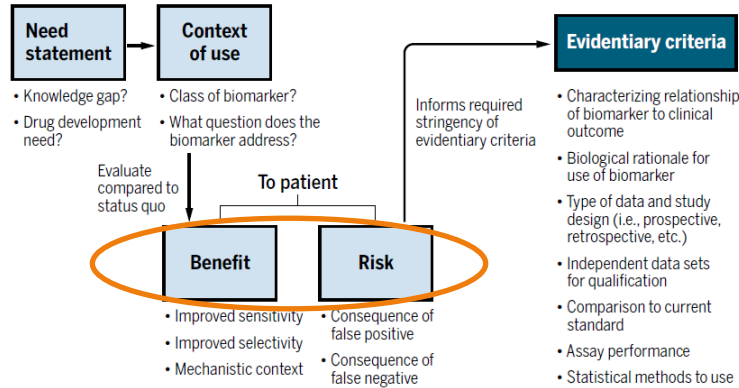 Need
statement
• Knowledge gap?
• Drug development
need?
Context
of use
• Class of biomarker?
• What question does the
biomarker address?
Evaluate
compared to
status quo
To patient
Benefit
• Improved sensitivity
• Improved selectivity
• Mechanistic context
Risk
• Consequence of
false positive
• Consequence of
false negative
Informs required
stringency of
evidentiary criteria
Evidentiary criteria
• Characterizing relationship
of biomarker to clinical
outcome
• Biological rationale for
use of biomarker
• Type of data and study
design (i.e., prospective,
retrospective, etc.)
• Independent data sets
for qualification
• Comparison to current
standard
• Assay performance
• Statistical methods to use